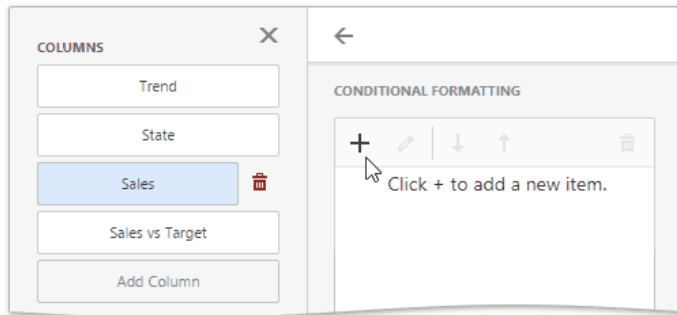 COLUMNS
Trend
State
Sales
Sales vs Target
Add Column
CONDITIONAL FORMATTING
Click + to add a new item.